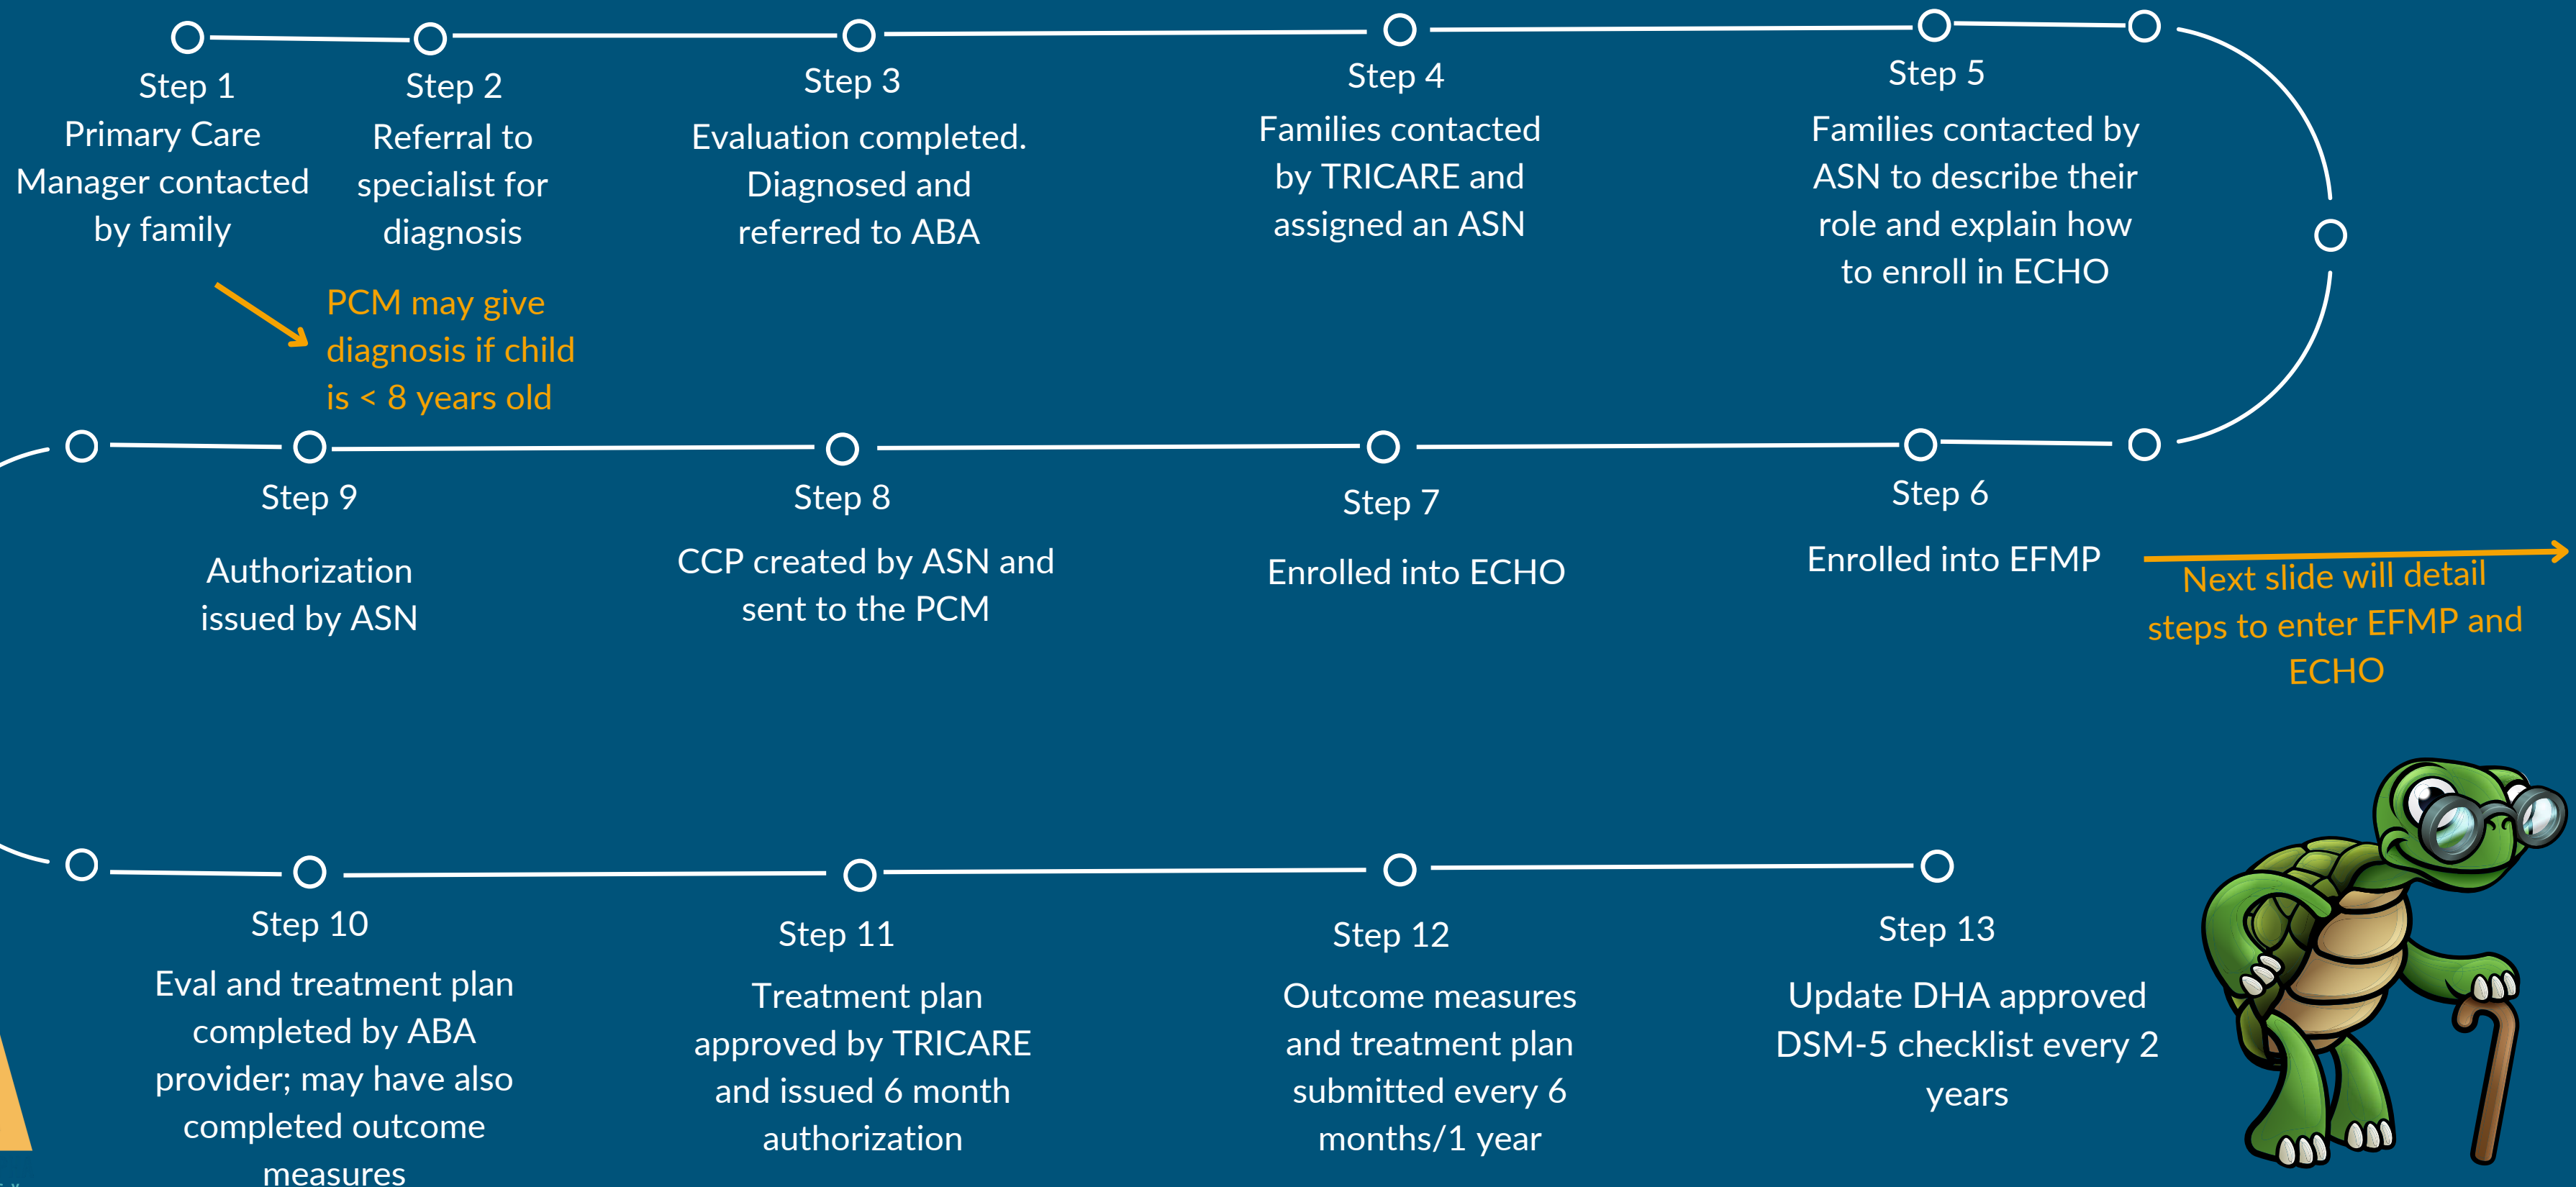 Step 1
Primary Care
Manager contacted
by family
Step 2
Referral to
specialist for
diagnosis
PCM may give
diagnosis if child
is < 8 years old
Step 3
Evaluation completed.
Diagnosed and
referred to ABA
Step 4
Families contacted
by TRICARE and
assigned an ASN
Step 5
Families contacted by
ASN to describe their
role and explain how
to enroll in ECHO
Step 6
Enrolled into EFMP
Next slide will detail
steps to enter EFMP and
ECHO
Step 7
Enrolled into ECHO
Step 8
CCP created by ASN and
sent to the PCM
Step 9
Authorization
issued by ASN
Step 10
Eval and treatment plan
completed by ABA
provider; may have also
completed outcome
measures
Step 11
Treatment plan
approved by TRICARE
and issued 6 month
authorization
Step 12
Outcome measures
and treatment plan
submitted every 6
months/1 year
Step 13
Update DHA approved
DSM-5 checklist every 2
years